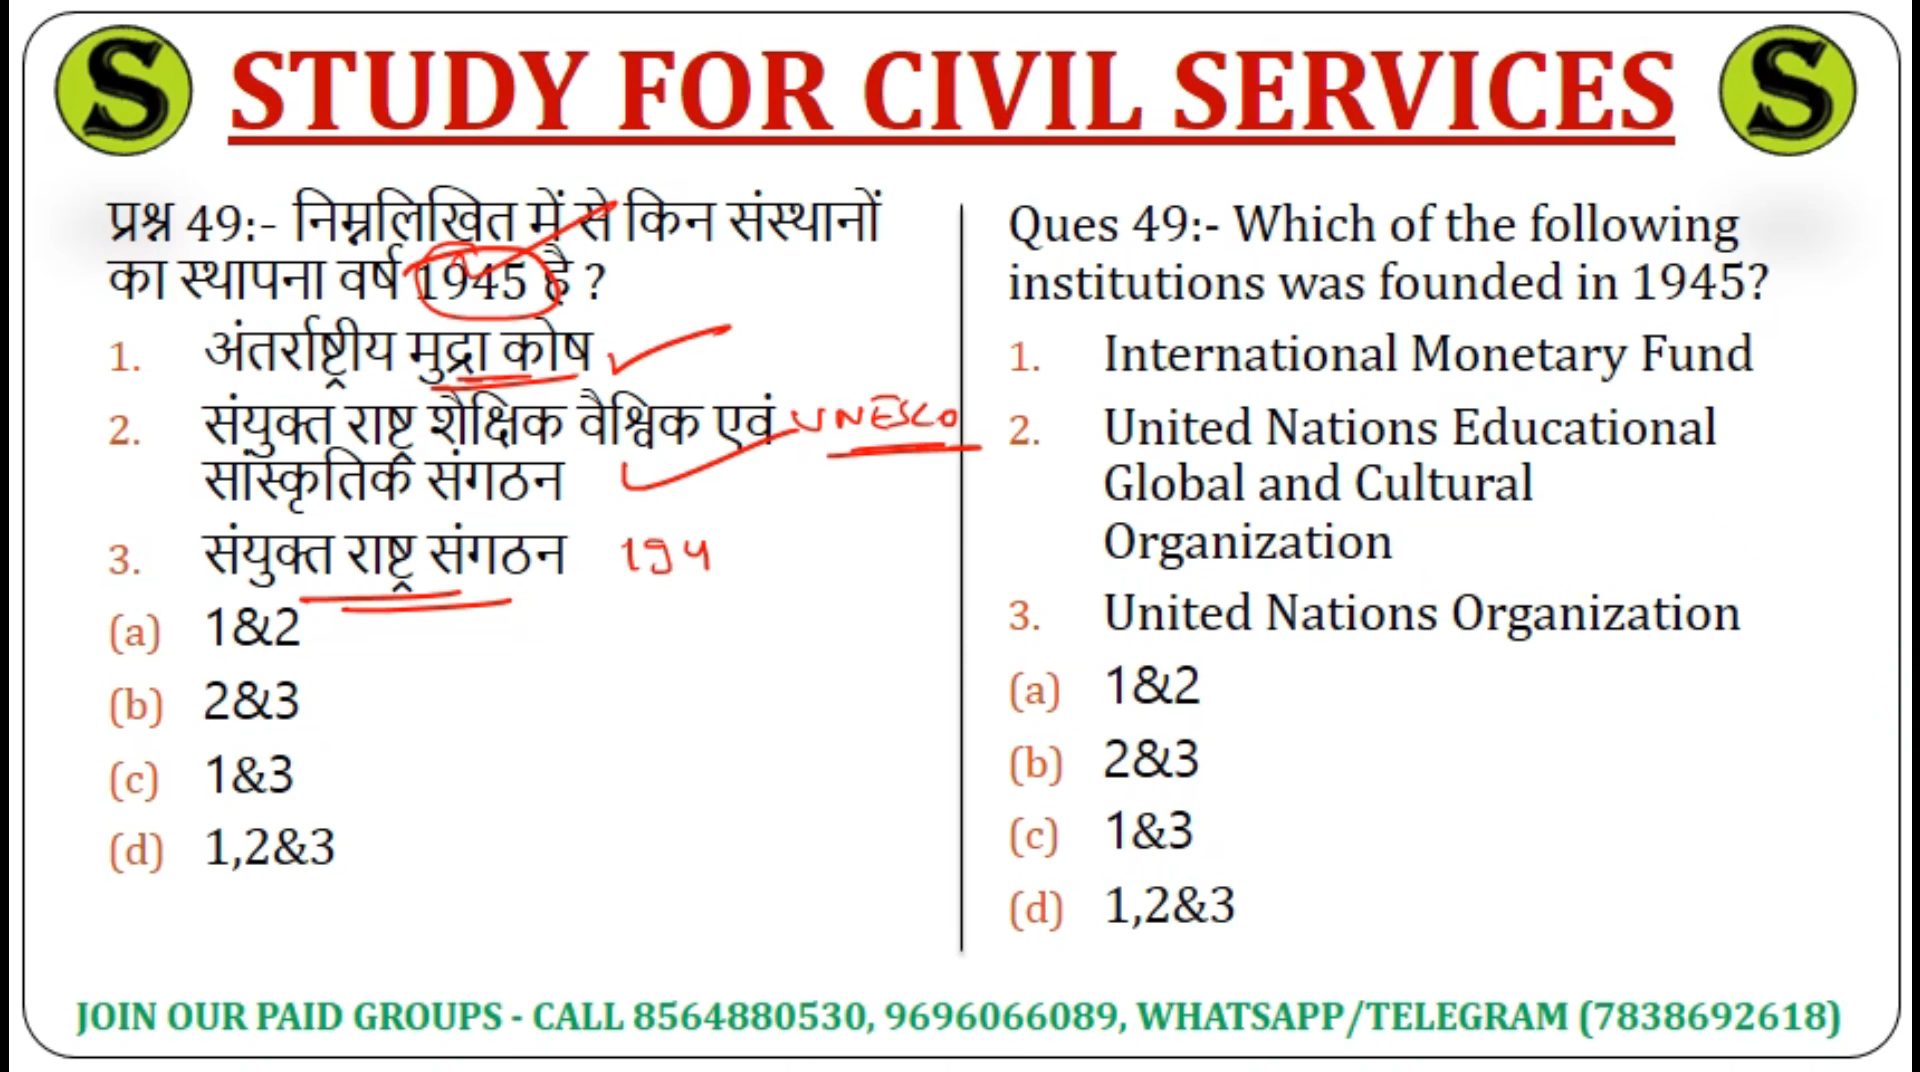 S STUDY FOR CIVIL SERVICES S
प्रश्न 49:- निम्नलिखित में से किन संस्थानों
का स्थापना वर्ष 1945 है ?
1. अंतर्राष्ट्रीय मुद्रा कोष
2. संयुक्त राष्ट्र शैक्षिक वैश्विक एवं UNESCO
सांस्कृतिक संगठन
3. संयुक्त राष्ट्र संगठन 194
(a) 1&2
(b) 2&3
(c) 1&3
(d) 1,2&3
Ques 49:- Which of the following
institutions was founded in 1945?
1. International Monetary Fund
2. United Nations Educational
Global and Cultural
Organization
3. United Nations Organization
(a) 1&2
(b) 2&3
(c) 1&3
(d) 1,2&3
JOIN OUR PAID GROUPS - CALL 8564880530, 9696066089, WHATSAPP/TELEGRAM (7838692618)